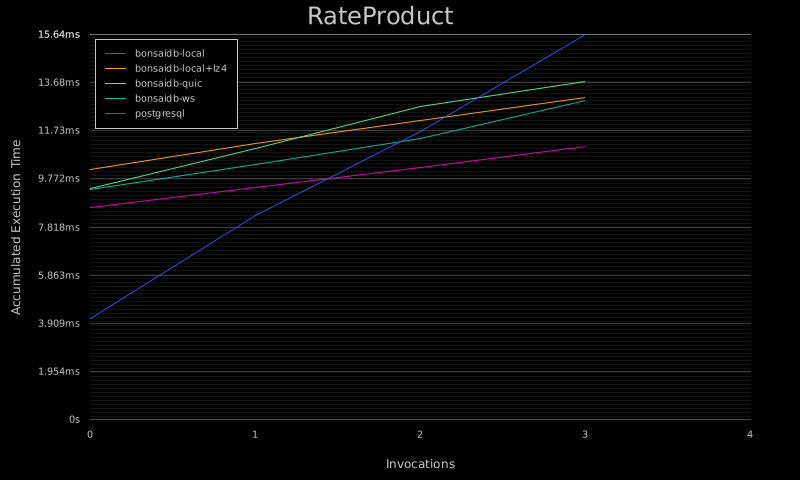 RateProduct
15.64ms
bonsaidb-local
bonsaidb-local+lz4
bonsaidb-quic
bonsaidb-ws
postgresql
13.68ms
11.73ms
9.772ms
7.818ms
5.863ms
3.909ms
1.954ms
0s
Accumulated Execution Time
0 1 2 3 4
Invocations